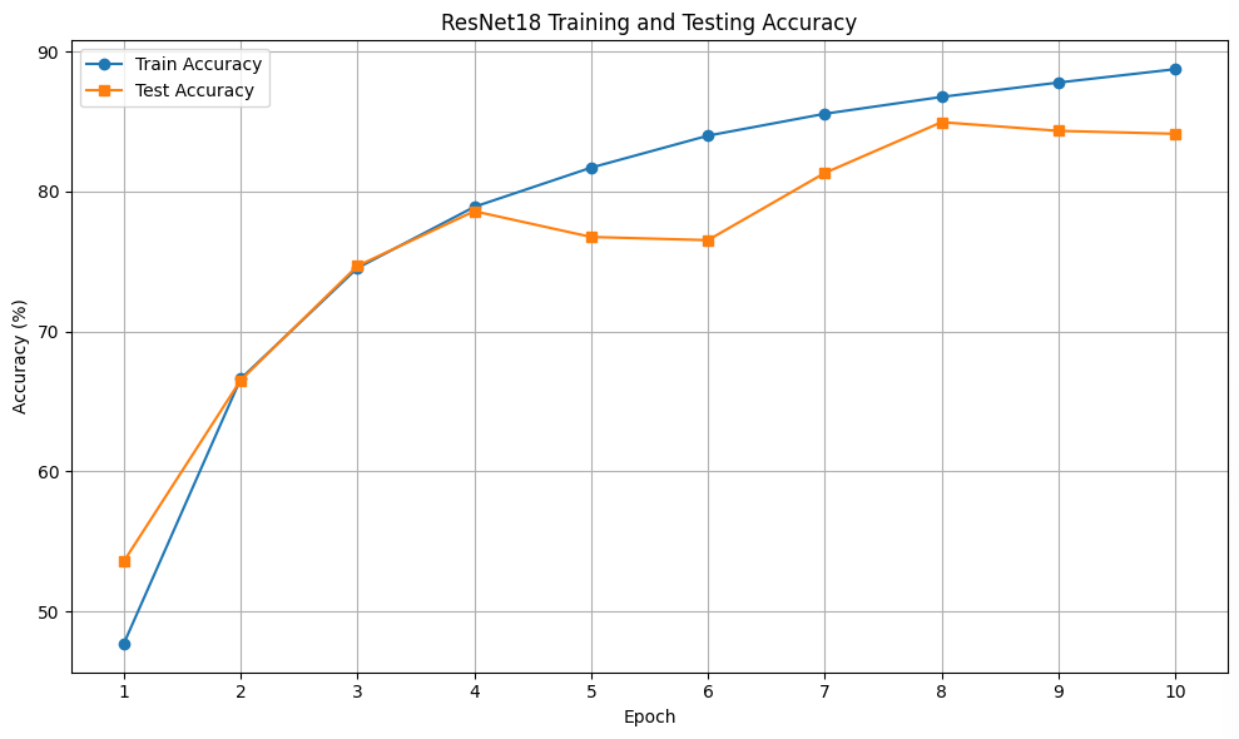 ResNet18 Training and Testing Accuracy
Train Accuracy
Test Accuracy
90
80
70
60
50
Accuracy (%)
1 2 3 4 5 6 7 8 9 10
Epoch